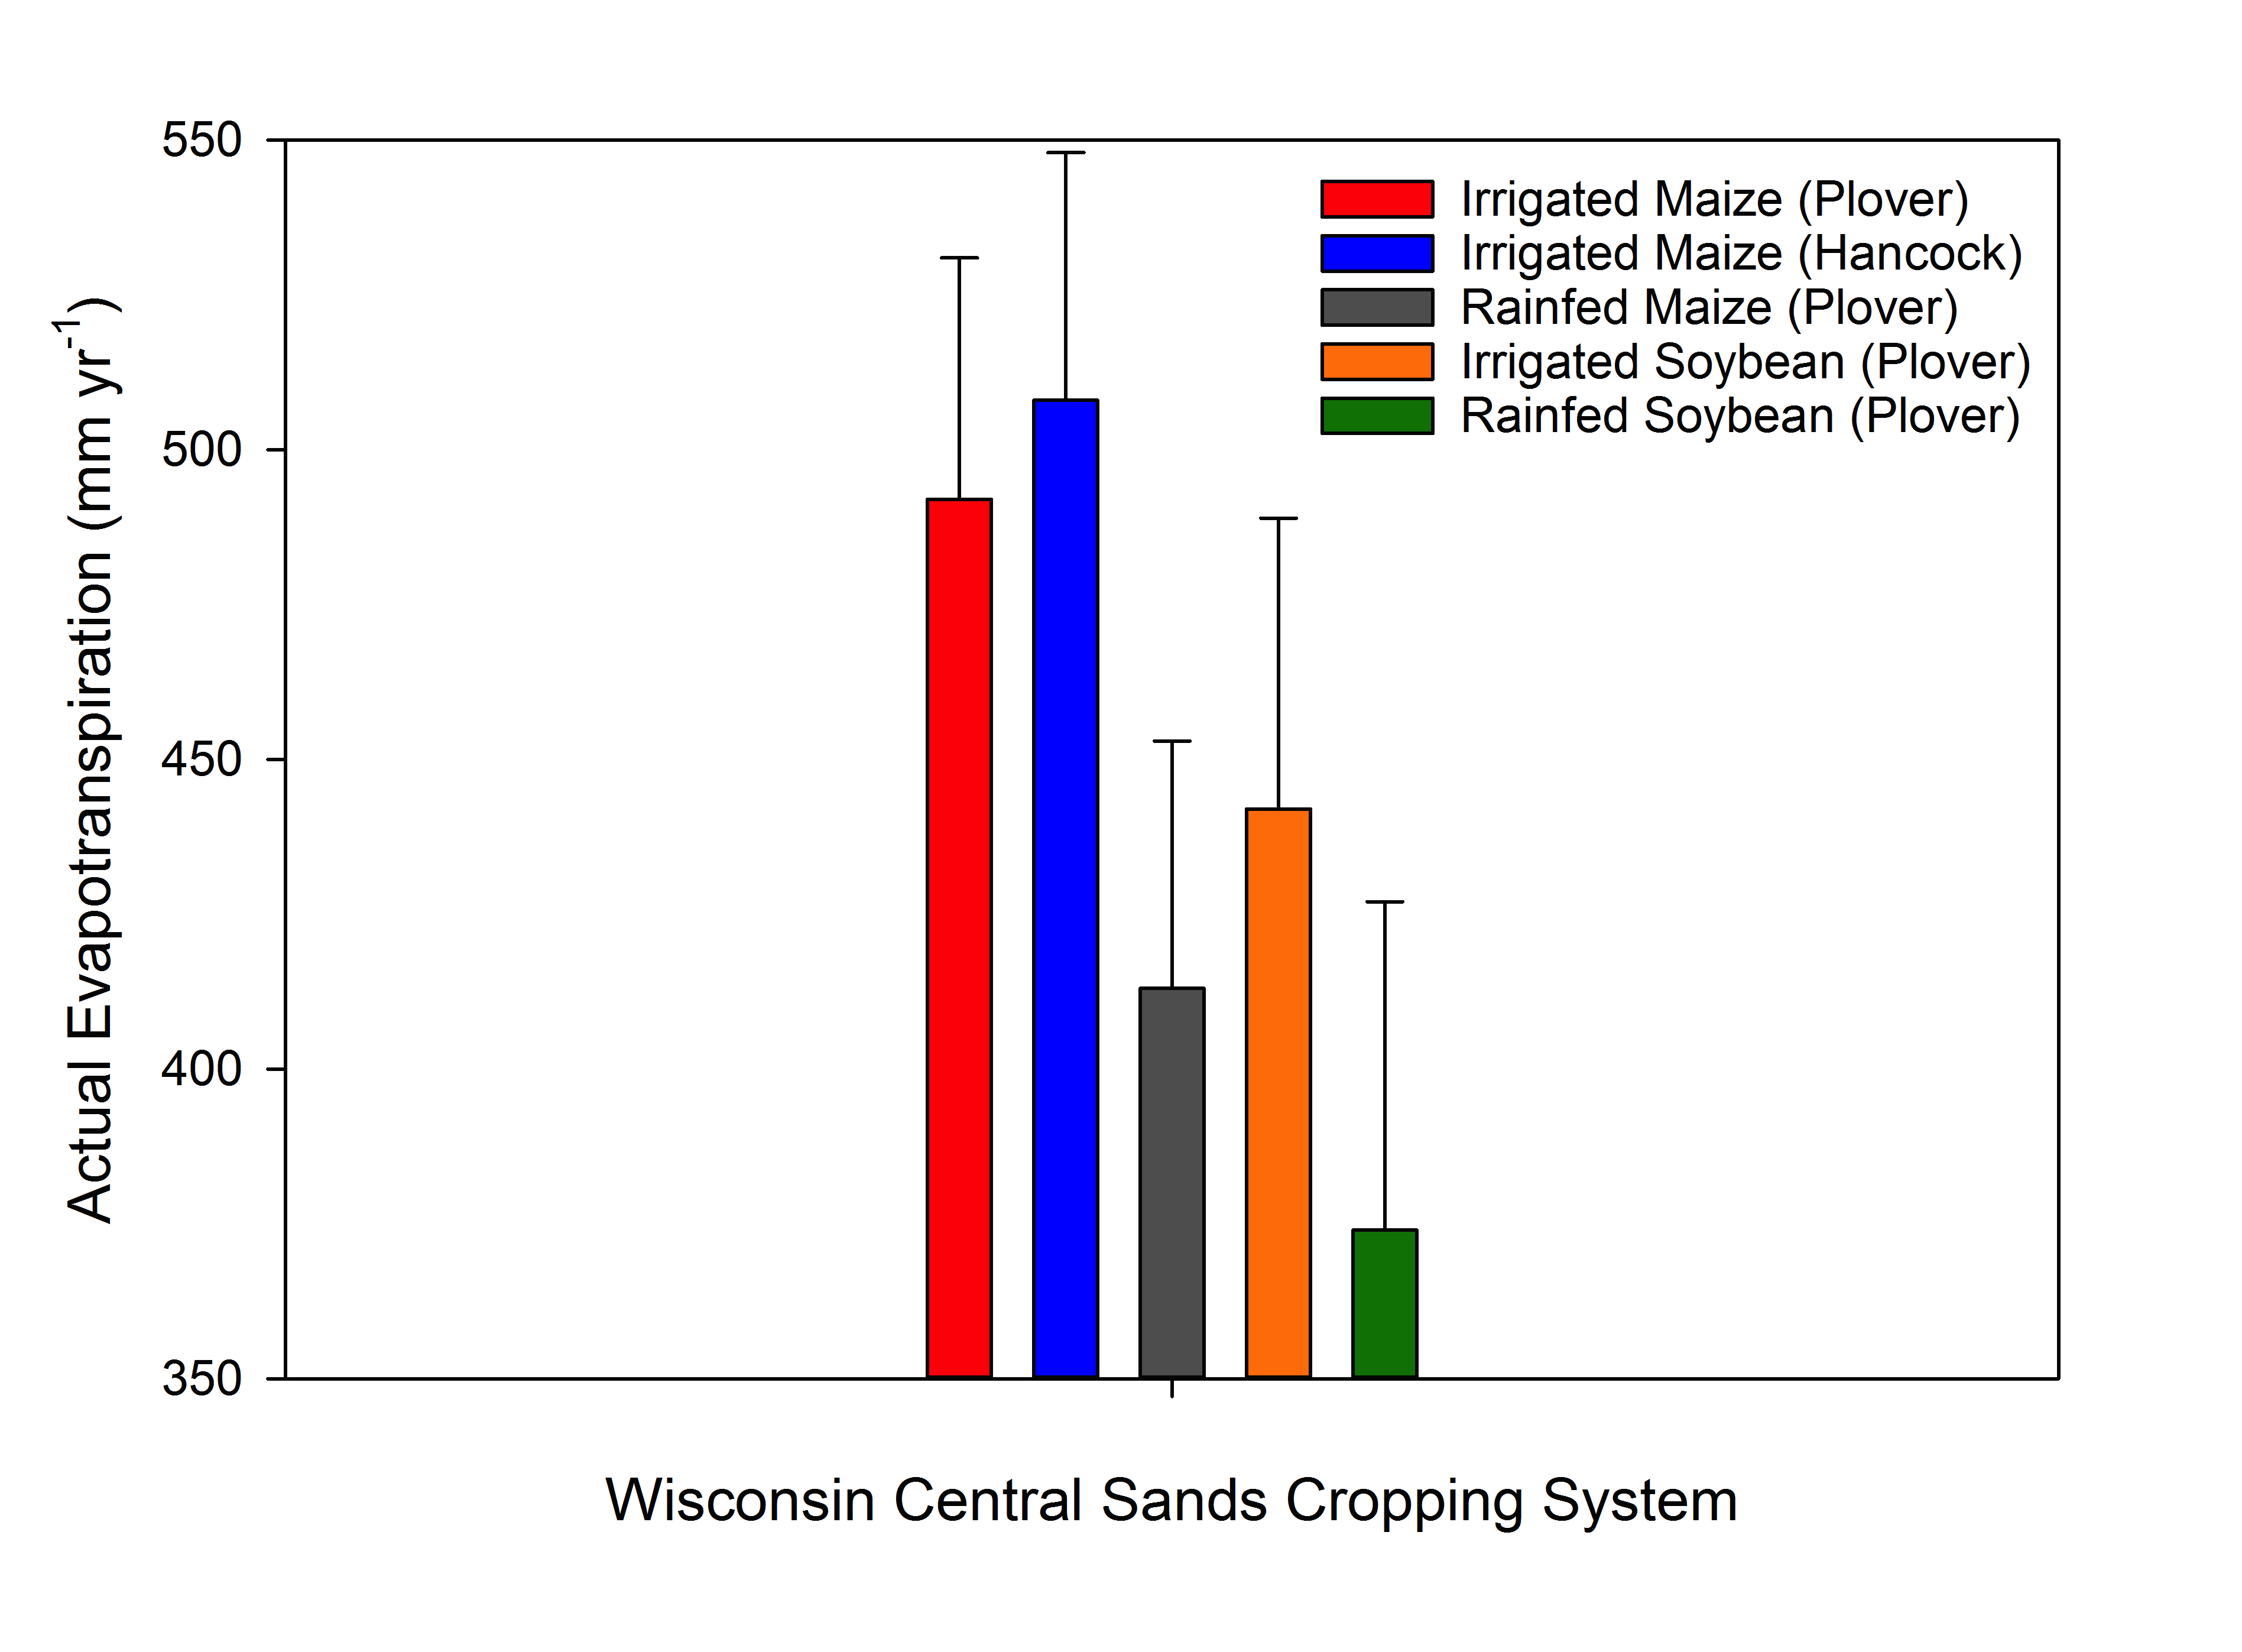 550
500
450
400
350
Actual Evapotranspiration (mm yr-1)
Irrigated Maize (Plover)
Irrigated Maize (Hancock)
Rainfed Maize (Plover)
Irrigated Soybean (Plover)
Rainfed Soybean (Plover)
Wisconsin Central Sands Cropping System